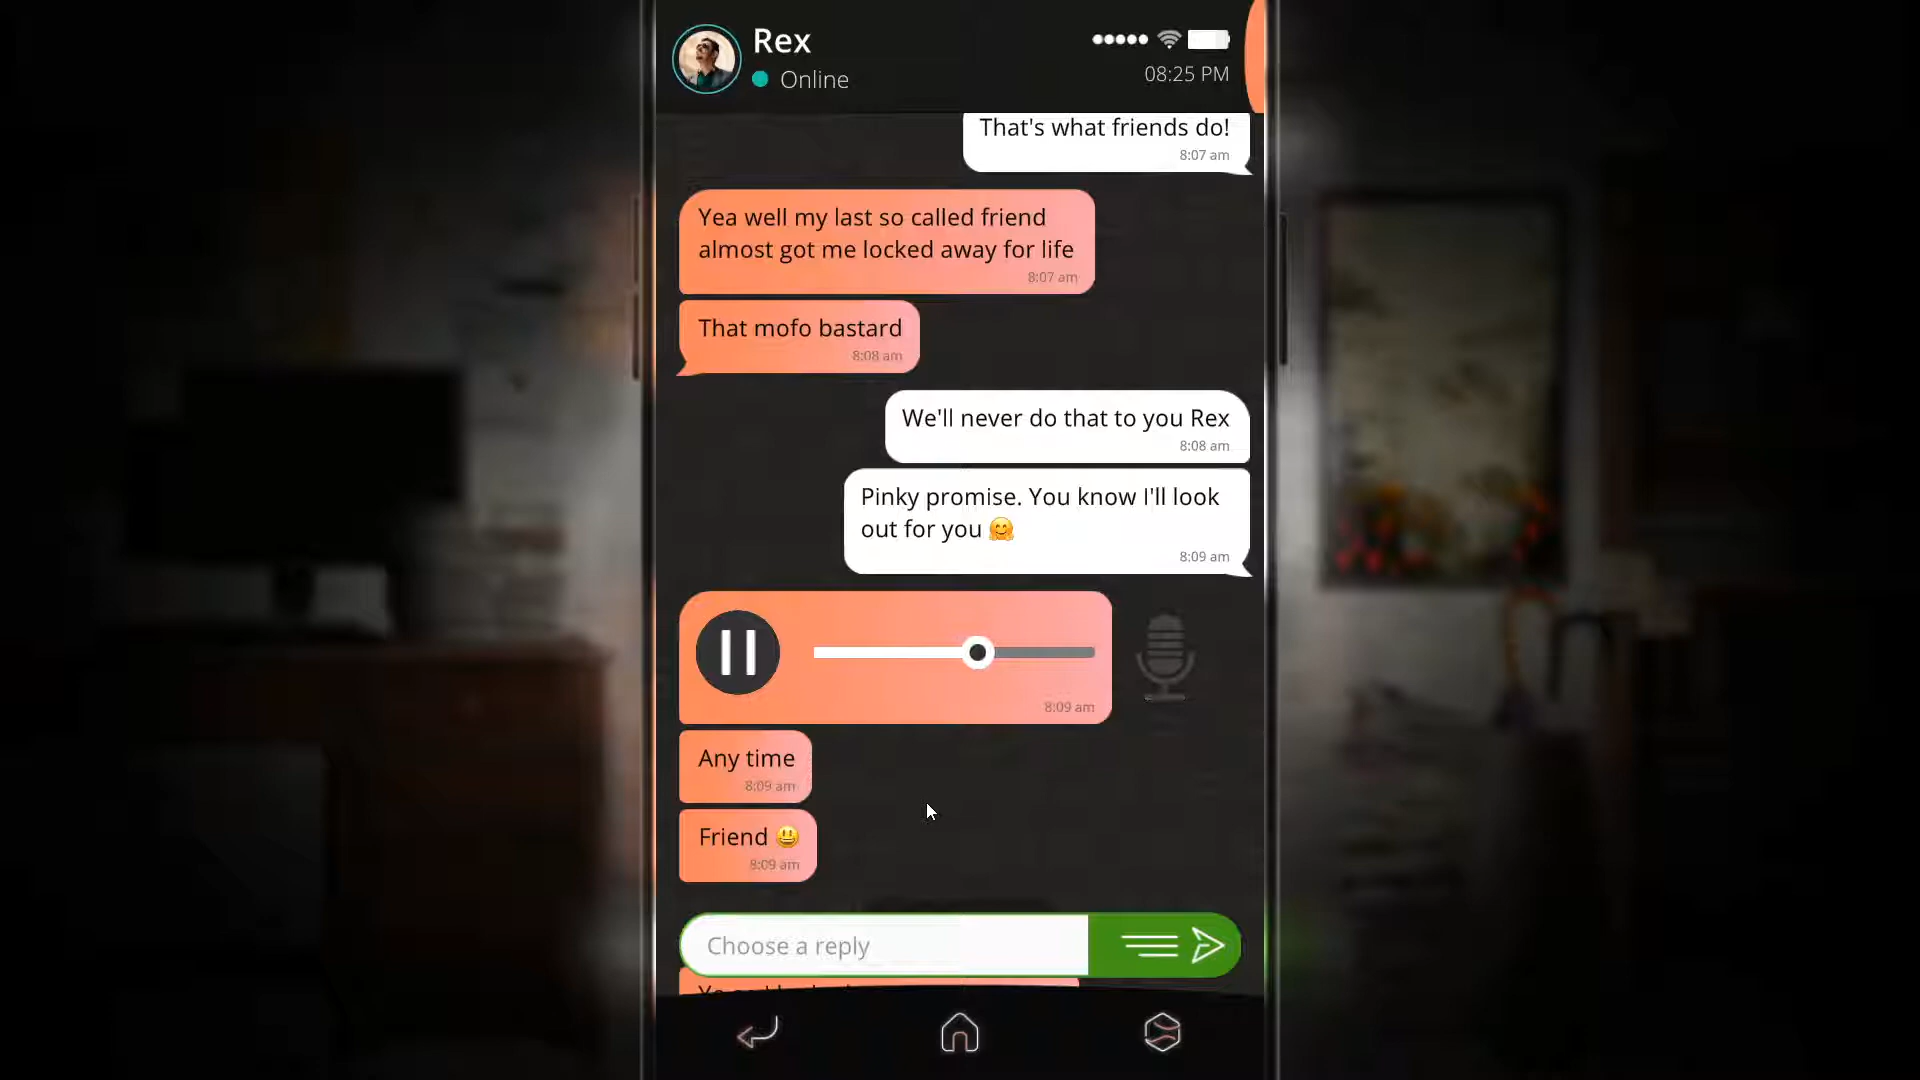 Rex
Online
08:25 PM
That's what friends do!
8:07 am
Yea well my last so called friend
almost got me locked away for life
8:07 am
That mofo bastard
8:08 am
We'll never do that to you Rex
8:08 am
Pinky promise. You know I'll look
out for you 🤗
8:09 am
8:09 am
Any time
8:09 am
Friend 😃
8:09 am
Choose a reply